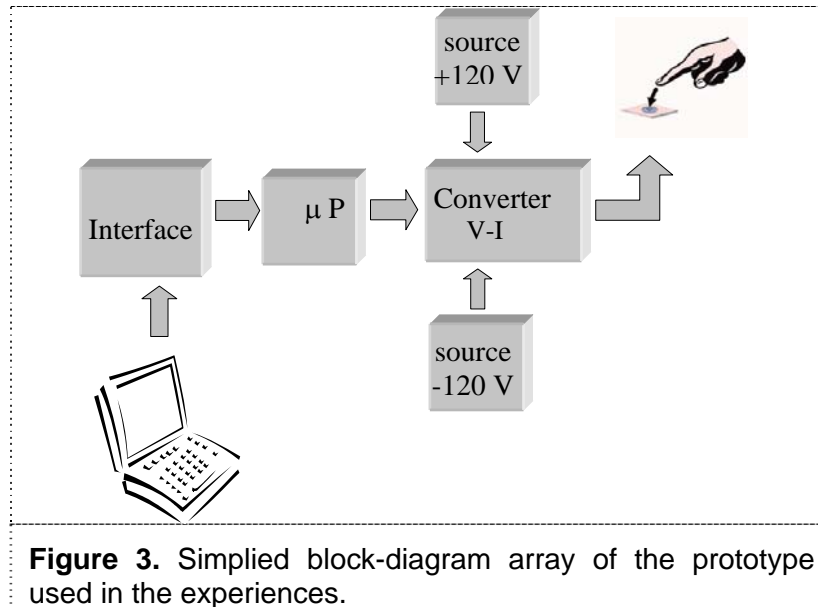 source
+120 V
Interface
μ P
Converter
V-I
source
-120 V
Figure 3. Simplied block-diagram array of the prototype
used in the experiences.